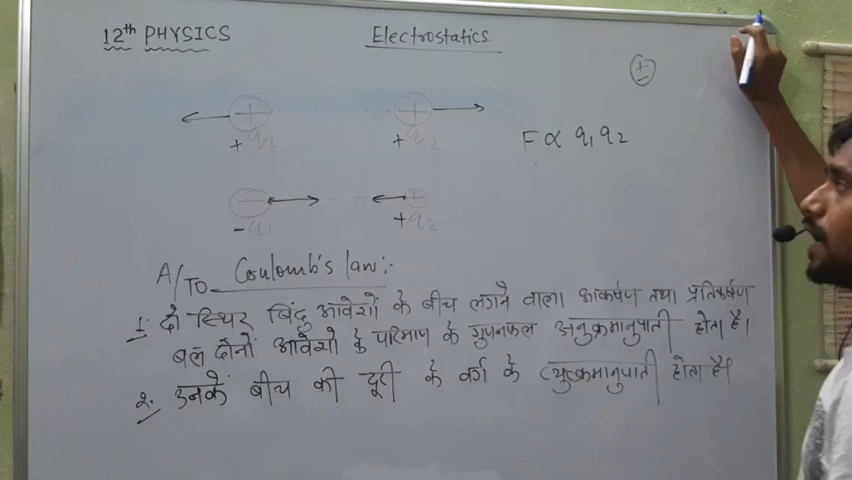 12th PHYSICS
Electrostatics.
+q1 +q2
F ∝ q1 q2
-q1 +q2
A/To Coulomb's law:-
1. दो स्थिर बिंदु आवेशों के बीच लगने वाला आकर्षण तथा प्रतिकर्षण
बल दोनों आवेशो के परिमाण के गुणनफल अनुक्रमानुपाती होता है।
२. उनके बीच की दूरी के वर्ग के व्युत्क्रमानुपाती होता है।